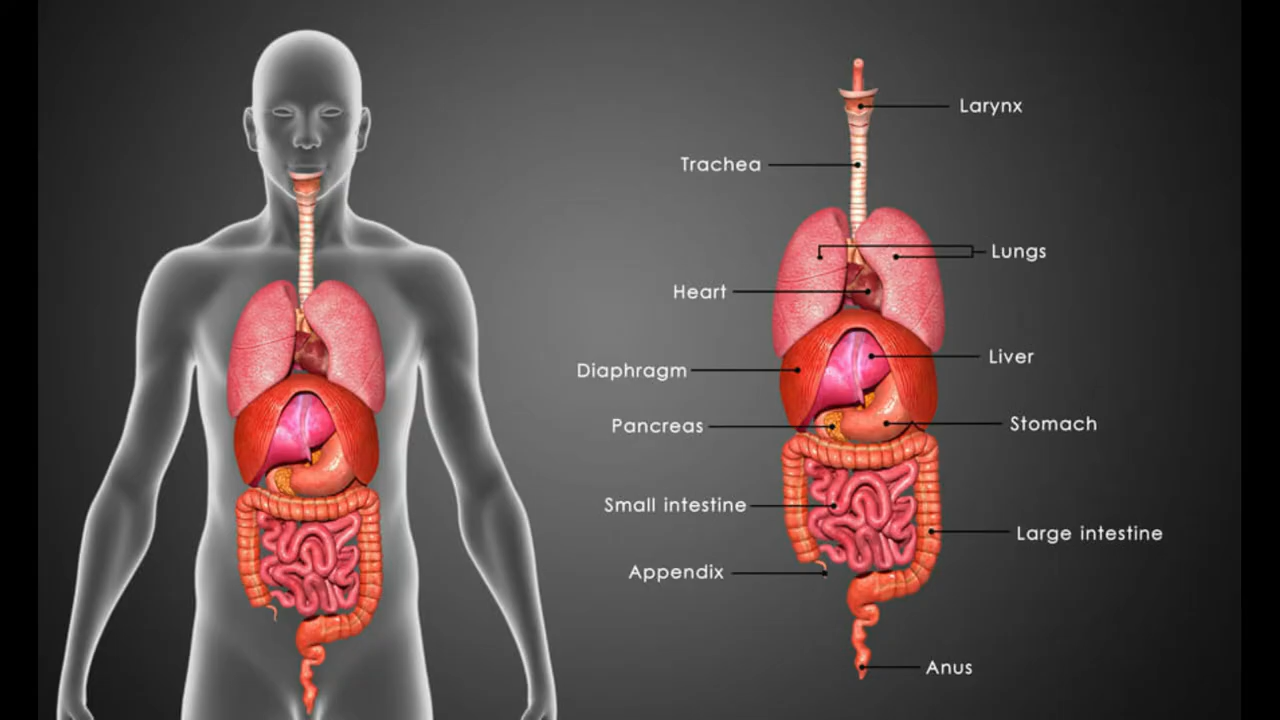 Larynx
Trachea
Lungs
Heart
Liver
Diaphragm
Stomach
Pancreas
Small intestine
Large intestine
Appendix
Anus